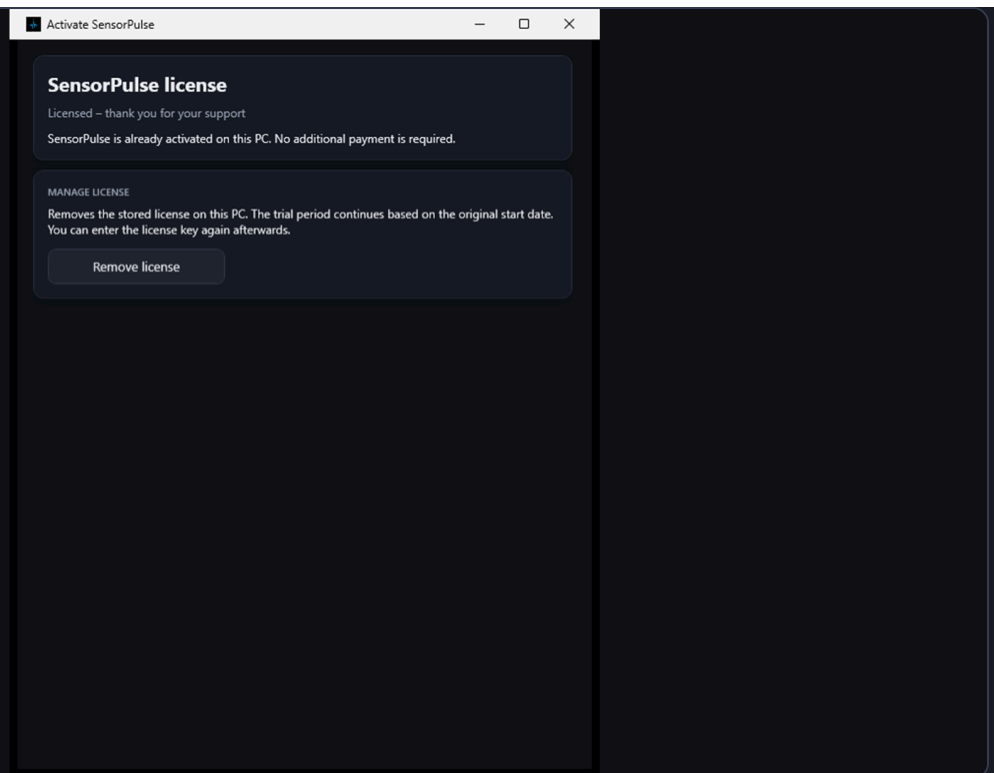 Activate SensorPulse
SensorPulse license
Licensed – thank you for your support
SensorPulse is already activated on this PC. No additional payment is required.
MANAGE LICENSE
Removes the stored license on this PC. The trial period continues based on the original start date.
You can enter the license key again afterwards.
Remove license